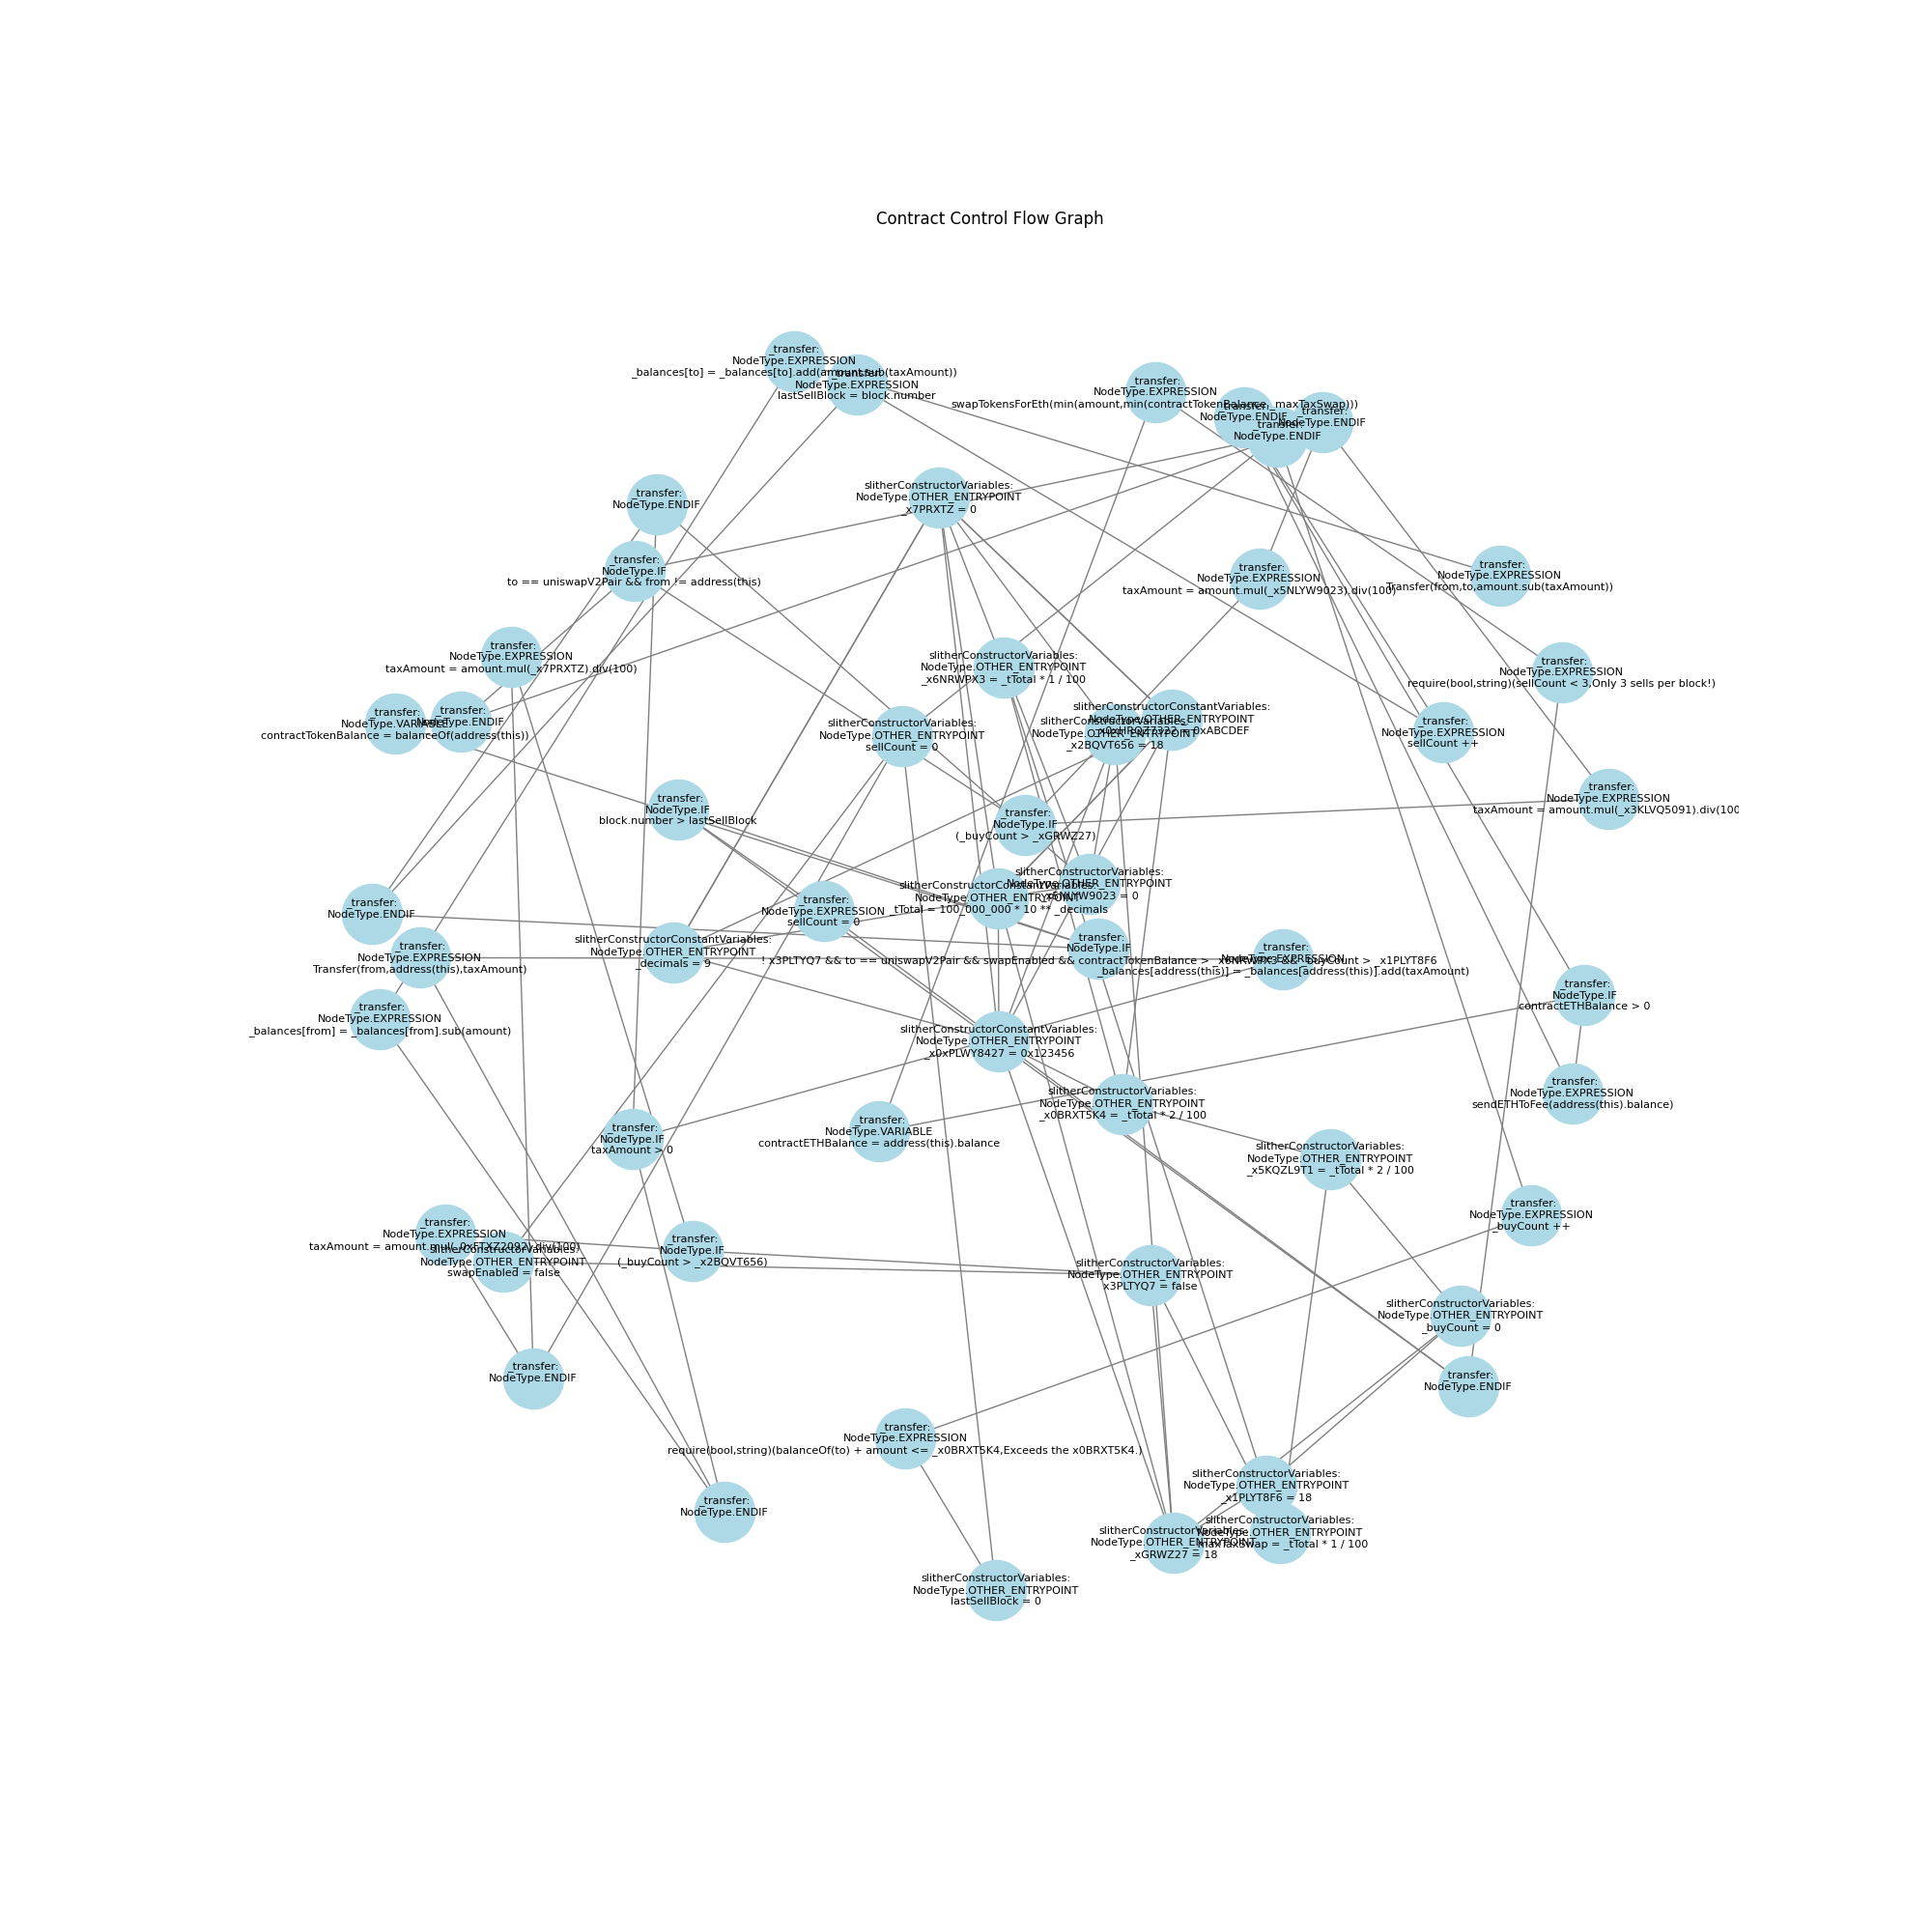 Contract Control Flow Graph
_transfer:
NodeType.EXPRESSION
_balances[to] = _balances[to].add(amount.sub(taxAmount))
_transfer:
NodeType.EXPRESSION
lastSellBlock = block.number
_transfer:
NodeType.EXPRESSION
swapTokensForEth(min(amount,min(contractTokenBalance,_maxTaxSwap)))
_transfer:
NodeType.ENDIF
_transfer:
NodeType.ENDIF
_transfer:
NodeType.ENDIF
slitherConstructorVariables:
NodeType.OTHER_ENTRYPOINT
_x7PRXTZ = 0
_transfer:
NodeType.ENDIF
_transfer:
NodeType.IF
to == uniswapV2Pair && from != address(this)
_transfer:
NodeType.EXPRESSION
taxAmount = amount.mul(_x5NLYW9023).div(100)
_transfer:
NodeType.EXPRESSION
Transfer(from,to,amount.sub(taxAmount))
_transfer:
NodeType.EXPRESSION
taxAmount = amount.mul(_x7PRXTZ).div(100)
slitherConstructorVariables:
NodeType.OTHER_ENTRYPOINT
_x6NRWPX3 = _tTotal * 1 / 100
_transfer:
NodeType.EXPRESSION
require(bool,string)(sellCount < 3,Only 3 sells per block!)
_transfer:
NodeType.VARIABLE
contractTokenBalance = balanceOf(address(this))
_transfer:
NodeType.ENDIF
slitherConstructorVariables:
NodeType.OTHER_ENTRYPOINT
sellCount = 0
slitherConstructorConstantVariables:
NodeType.OTHER_ENTRYPOINT
= 0xABCDEF
slitherConstructorVariables:
NodeType.OTHER_ENTRYPOINT
_x2BQVT656 = 18
_transfer:
NodeType.EXPRESSION
sellCount ++
_transfer:
NodeType.IF
block.number > lastSellBlock
_transfer:
NodeType.IF
(_buyCount > _xGRWZ27)
_transfer:
NodeType.EXPRESSION
taxAmount = amount.mul(_x3KLVQ5091).div(100
slitherConstructorConstantVariables:
NodeType.OTHER_ENTRYPOINT
_tTotal = 100_000_000 * 10 ** _decimals
slitherConstructorVariables:
NodeType.OTHER_ENTRYPOINT
_x5NLYW9023 = 0
_transfer:
NodeType.EXPRESSION
sellCount = 0
_transfer:
NodeType.ENDIF
_transfer:
NodeType.EXPRESSION
Transfer(from,address(this),taxAmount)
slitherConstructorConstantVariables:
NodeType.OTHER_ENTRYPOINT
_decimals = 9
_transfer:
NodeType.IF
! x3PLTYQ7 && to == uniswapV2Pair && swapEnabled && contractTokenBalance > _x6NRWPX3 && _buyCount > _x1PLYT8F6
_transfer:
NodeType.EXPRESSION
_balances[address(this)] = _balances[address(this)].add(taxAmount)
_transfer:
NodeType.IF
contractETHBalance > 0
_transfer:
NodeType.EXPRESSION
_balances[from] = _balances[from].sub(amount)
slitherConstructorConstantVariables:
NodeType.OTHER_ENTRYPOINT
_x0xPLWY8427 = 0x123456
_transfer:
NodeType.EXPRESSION
sendETHToFee(address(this).balance)
slitherConstructorVariables:
NodeType.OTHER_ENTRYPOINT
_x0BRXT5K4 = _tTotal * 2 / 100
_transfer:
NodeType.VARIABLE
contractETHBalance = address(this).balance
_transfer:
NodeType.IF
taxAmount > 0
slitherConstructorVariables:
NodeType.OTHER_ENTRYPOINT
_x5KQZL9T1 = _tTotal * 2 / 100
_transfer:
NodeType.EXPRESSION
_buyCount ++
_transfer:
NodeType.EXPRESSION
taxAmount = amount.mul(_0xFTXZ2092).div(100)
slitherConstructorVariables:
NodeType.OTHER_ENTRYPOINT
swapEnabled = false
_transfer:
NodeType.IF
(_buyCount > _x2BQVT656)
slitherConstructorVariables:
NodeType.OTHER_ENTRYPOINT
x3PLTYQ7 = false
slitherConstructorVariables:
NodeType.OTHER_ENTRYPOINT
_buyCount = 0
_transfer:
NodeType.ENDIF
_transfer:
NodeType.ENDIF
_transfer:
NodeType.EXPRESSION
require(bool,string)(balanceOf(to) + amount <= _x0BRXT5K4,Exceeds the x0BRXT5K4.)
slitherConstructorVariables:
NodeType.OTHER_ENTRYPOINT
_x1PLYT8F6 = 18
_transfer:
NodeType.ENDIF
slitherConstructorVariables:
NodeType.OTHER_ENTRYPOINT
_maxTaxSwap = _tTotal * 1 / 100
slitherConstructorVariables:
NodeType.OTHER_ENTRYPOINT
_xGRWZ27 = 18
slitherConstructorVariables:
NodeType.OTHER_ENTRYPOINT
lastSellBlock = 0